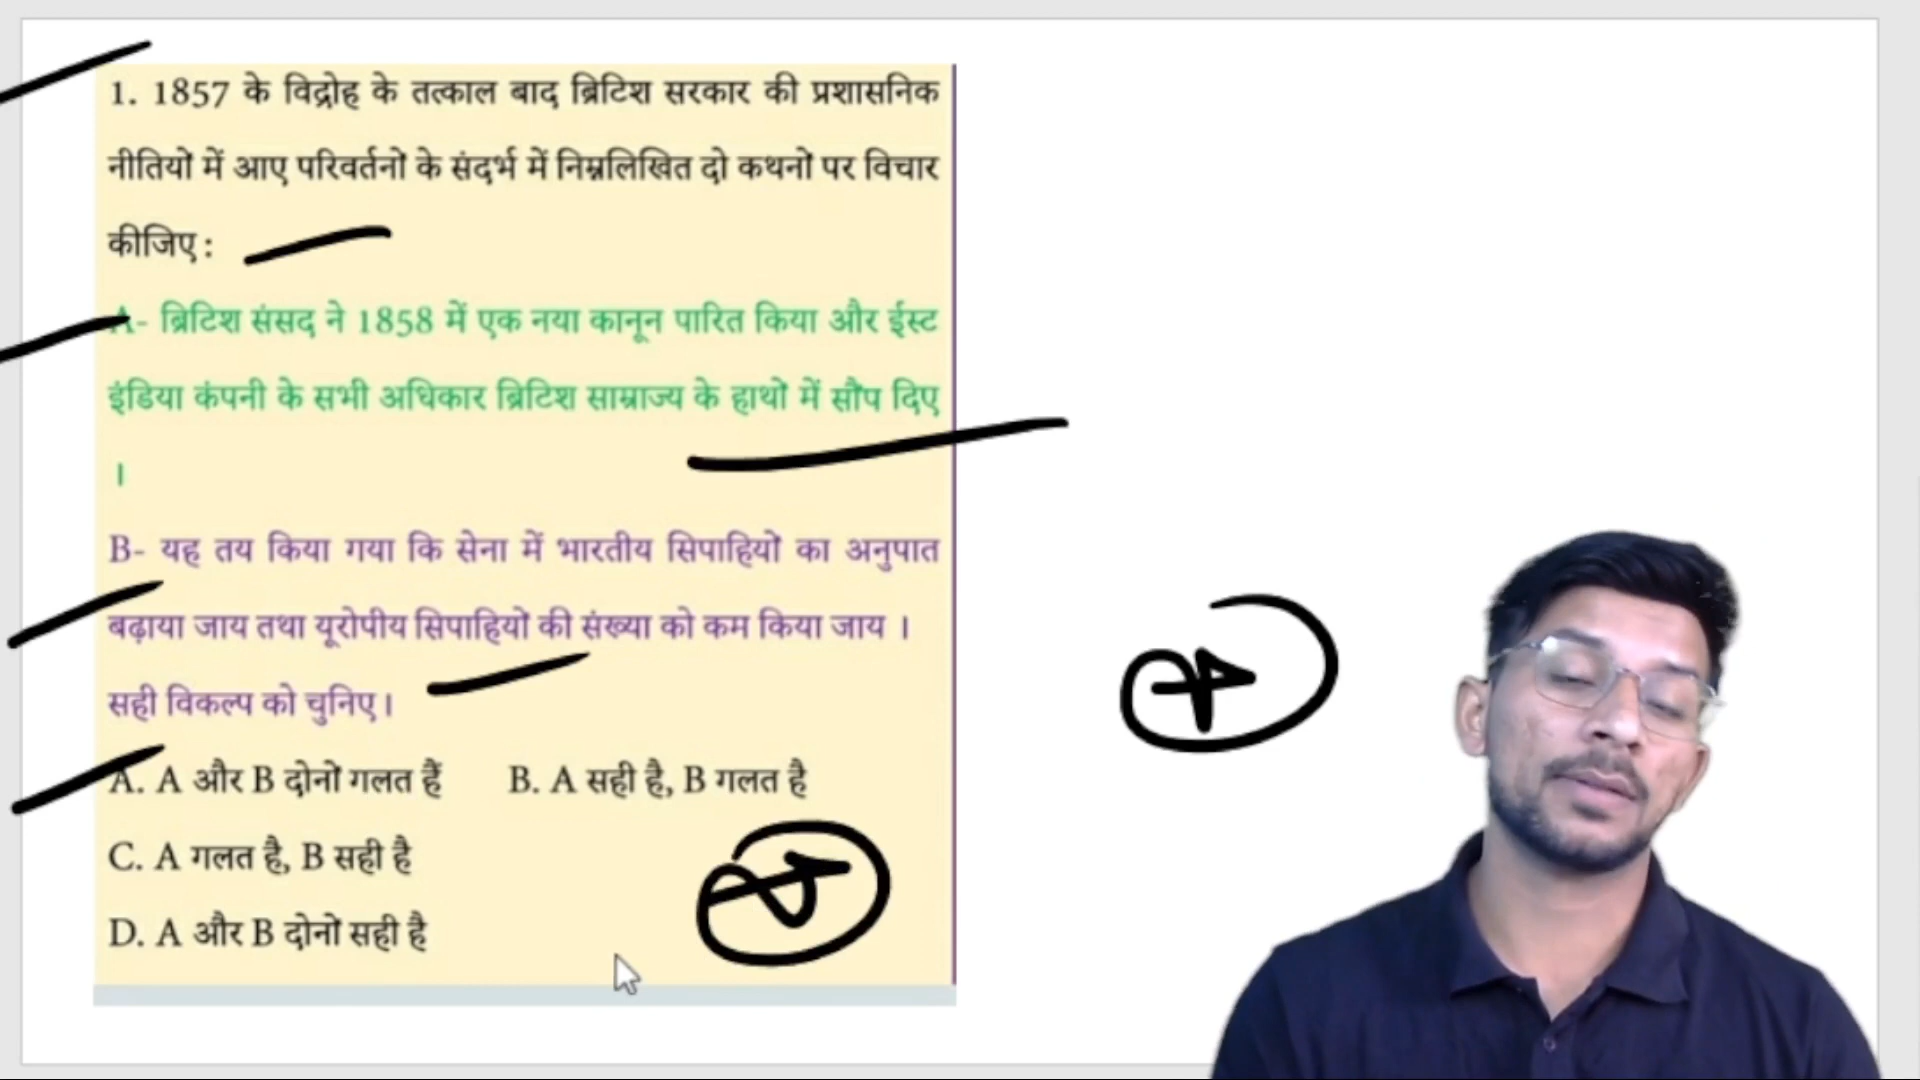 1. 1857 के विद्रोह के तत्काल बाद ब्रिटिश सरकार की प्रशासनिक
नीतियों में आए परिवर्तनों के संदर्भ में निम्नलिखित दो कथनों पर विचार
कीजिए :
A- ब्रिटिश संसद ने 1858 में एक नया कानून पारित किया और ईस्ट
इंडिया कंपनी के सभी अधिकार ब्रिटिश साम्राज्य के हाथों में सौंप दिए
।
B- यह तय किया गया कि सेना में भारतीय सिपाहियों का अनुपात
बढ़ाया जाय तथा यूरोपीय सिपाहियों की संख्या को कम किया जाय ।
सही विकल्प को चुनिए।
A. A और B दोनों गलत हैं B. A सही है, B गलत है
C. A गलत है, B सही है
D. A और B दोनों सही है